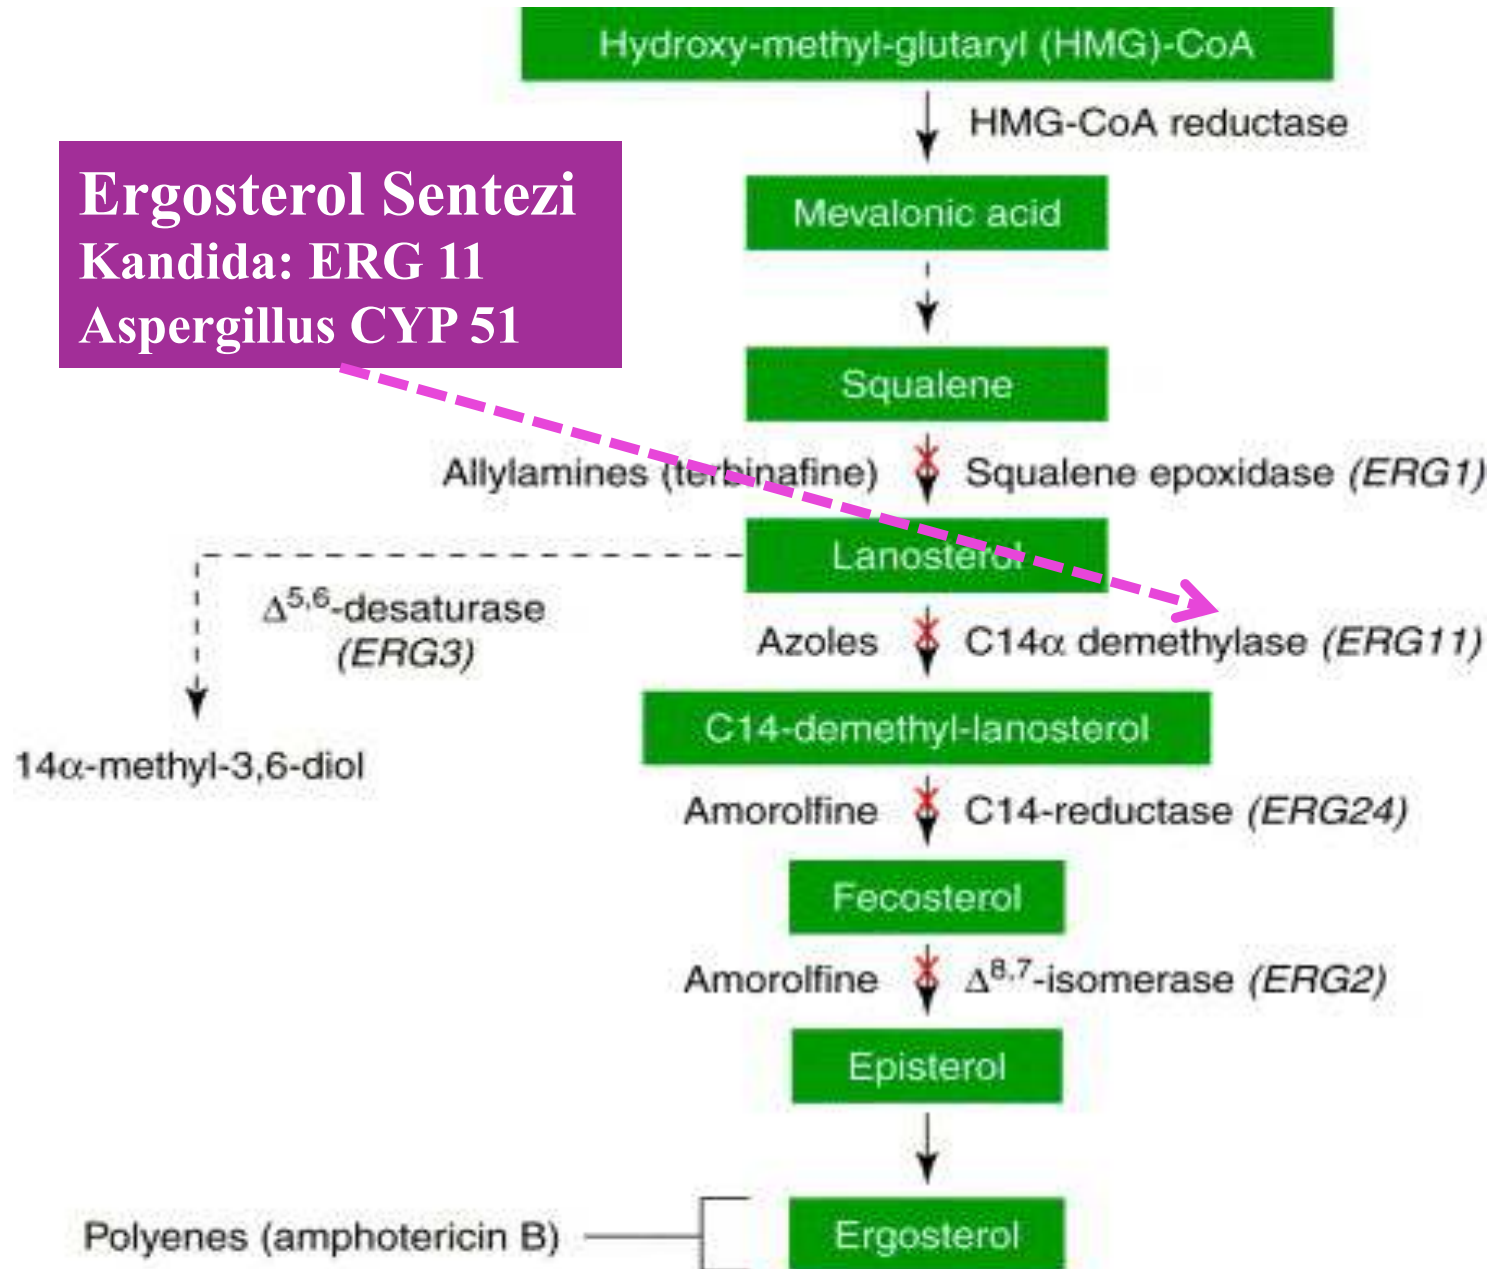 Hydroxy-methyl-glutaryl (HMG)-CoA
HMG-CoA reductase
Ergosterol Sentezi
Kandida: ERG 11
Aspergillus CYP 51
Mevalonic acid
Squalene
Allylamines (terbinafine)
Squalene epoxidase (ERG1)
Lanosterol
Δ5,6-desaturase
(ERG3)
Azoles
C14α demethylase (ERG11)
C14-demethyl-lanosterol
14α-methyl-3,6-diol
Amorolfine
C14-reductase (ERG24)
Fecosterol
Amorolfine
Δ8,7-isomerase (ERG2)
Episterol
Polyenes (amphotericin B)
Ergosterol